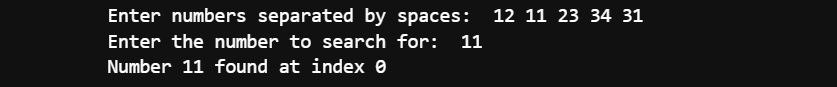 Enter numbers separated by spaces:  12 11 23 34 31
Enter the number to search for:  11
Number 11 found at index 0